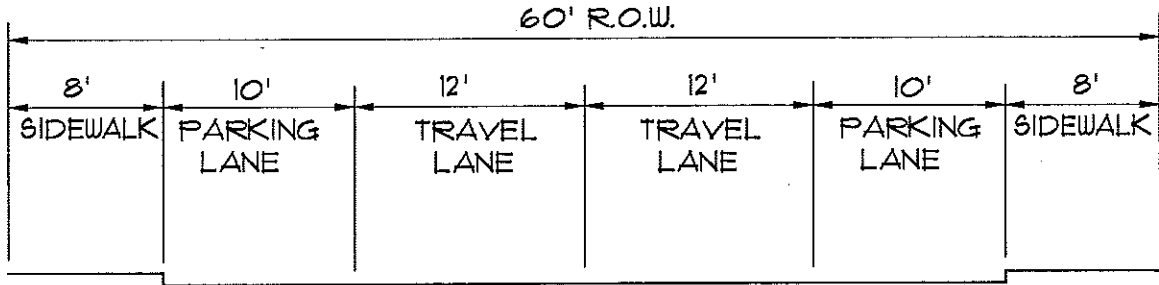 60' R.O.W.
8' 10' 12' 12' 10' 8'
SIDEWALK PARKING TRAVEL TRAVEL PARKING SIDEWALK
LANE LANE LANE LANE